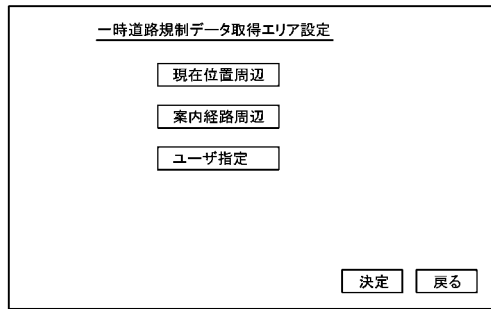 一時道路規制データ取得エリア設定
現在位置周辺
案内経路周辺
ユーザ指定
決定 戻る